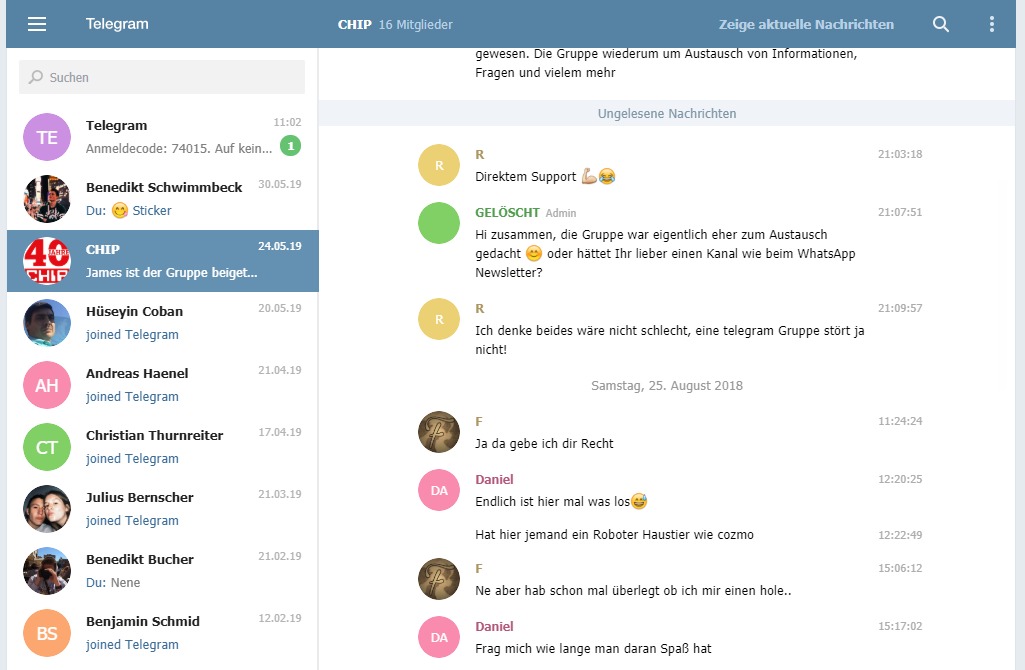 Telegram
CHIP 16 Mitglieder
Zeige aktuelle Nachrichten
Suchen
TE
Telegram
11:02
Anmeldecode: 74015. Auf kein...
1
Benedikt Schwimmbeck
30.05.19
Du: 😋 Sticker
40
JAHRE
CHIP
CHIP
24.05.19
James ist der Gruppe beiget...
Hüseyin Coban
20.05.19
joined Telegram
AH
Andreas Haenel
21.04.19
joined Telegram
CT
Christian Thurnreiter
17.04.19
joined Telegram
Julius Bernscher
21.03.19
joined Telegram
Benedikt Bucher
21.02.19
Du: Nene
BS
Benjamin Schmid
12.02.19
joined Telegram
gewesen. Die Gruppe wiederum um Austausch von Informationen,
Fragen und vielem mehr
Ungelesene Nachrichten
R
R
21:03:18
Direktem Support 💪🏼😂
GELÖSCHT Admin
21:07:51
Hi zusammen, die Gruppe war eigentlich eher zum Austausch
gedacht 😊 oder hättet Ihr lieber einen Kanal wie beim WhatsApp
Newsletter?
R
R
21:09:57
Ich denke beides wäre nicht schlecht, eine telegram Gruppe stört ja
nicht!
Samstag, 25. August 2018
F
11:24:24
Ja da gebe ich dir Recht
DA
Daniel
12:20:25
Endlich ist hier mal was los😅
Hat hier jemand ein Roboter Haustier wie cozmo
12:22:49
F
15:06:12
Ne aber hab schon mal überlegt ob ich mir einen hole..
DA
Daniel
15:17:02
Frag mich wie lange man daran Spaß hat